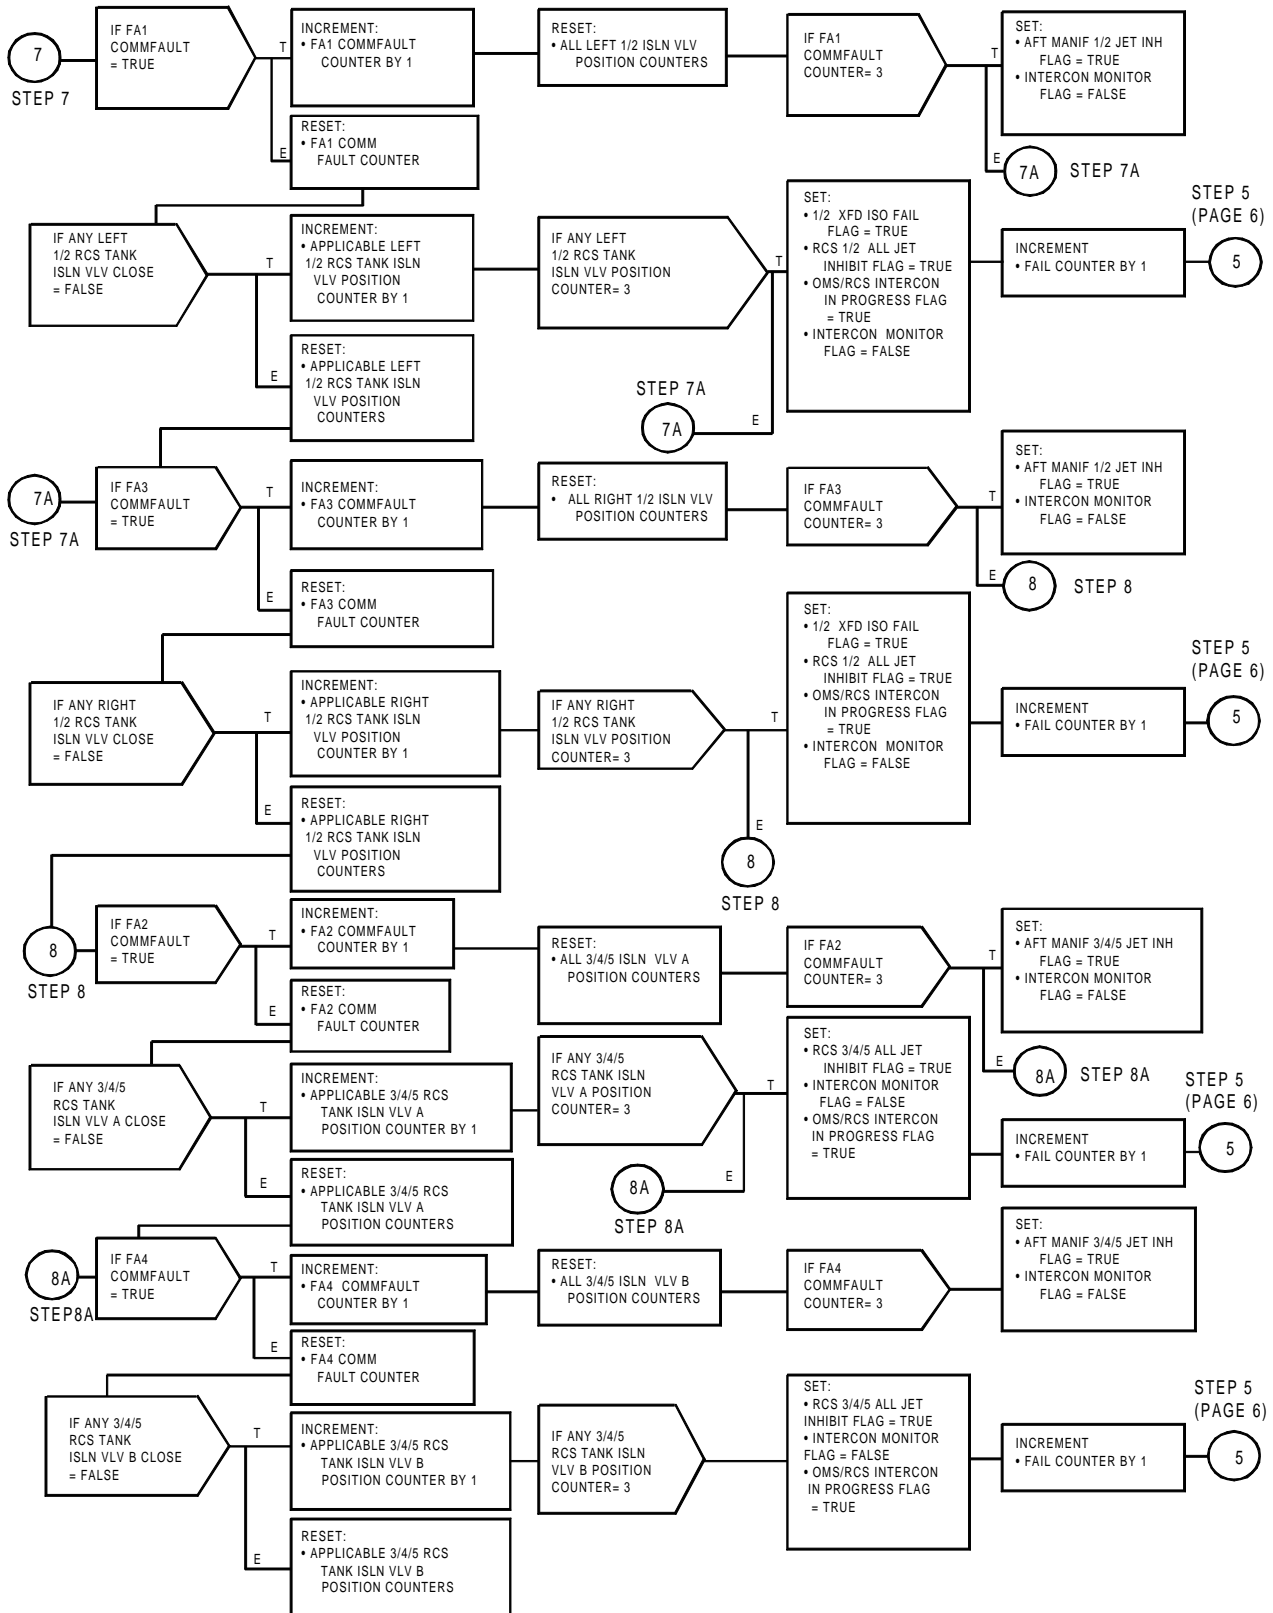 7
STEP 7
IF FA1
COMMFAULT
= TRUE
T
INCREMENT:
• FA1 COMMFAULT
COUNTER BY 1
RESET:
• ALL LEFT 1/2 ISLN VLV
POSITION COUNTERS
IF FA1
COMMFAULT
COUNTER= 3
T
SET:
• AFT MANIF 1/2 JET INH
FLAG = TRUE
• INTERCON MONITOR
FLAG = FALSE
E
RESET:
• FA1 COMM
FAULT COUNTER
E
7A
STEP 7A
IF ANY LEFT
1/2 RCS TANK
ISLN VLV CLOSE
= FALSE
T
INCREMENT:
• APPLICABLE LEFT
1/2 RCS TANK ISLN
VLV POSITION
COUNTER BY 1
IF ANY LEFT
1/2 RCS TANK
ISLN VLV POSITION
COUNTER= 3
T
SET:
• 1/2 XFD ISO FAIL
FLAG = TRUE
• RCS 1/2 ALL JET
INHIBIT FLAG = TRUE
• OMS/RCS INTERCON
IN PROGRESS FLAG
= TRUE
• INTERCON MONITOR
FLAG = FALSE
INCREMENT
• FAIL COUNTER BY 1
STEP 5
(PAGE 6)
5
E
RESET:
• APPLICABLE LEFT
1/2 RCS TANK ISLN
VLV POSITION
COUNTERS
STEP 7A
7A
E
7A
STEP 7A
IF FA3
COMMFAULT
= TRUE
T
INCREMENT:
• FA3 COMMFAULT
COUNTER BY 1
RESET:
• ALL RIGHT 1/2 ISLN VLV
POSITION COUNTERS
IF FA3
COMMFAULT
COUNTER= 3
T
SET:
• AFT MANIF 1/2 JET INH
FLAG = TRUE
• INTERCON MONITOR
FLAG = FALSE
E
RESET:
• FA3 COMM
FAULT COUNTER
E
8
STEP 8
IF ANY RIGHT
1/2 RCS TANK
ISLN VLV CLOSE
= FALSE
T
INCREMENT:
• APPLICABLE RIGHT
1/2 RCS TANK ISLN
VLV POSITION
COUNTER BY 1
IF ANY RIGHT
1/2 RCS TANK
ISLN VLV POSITION
COUNTER= 3
T
SET:
• 1/2 XFD ISO FAIL
FLAG = TRUE
• RCS 1/2 ALL JET
INHIBIT FLAG = TRUE
• OMS/RCS INTERCON
IN PROGRESS FLAG
= TRUE
• INTERCON MONITOR
FLAG = FALSE
INCREMENT
• FAIL COUNTER BY 1
STEP 5
(PAGE 6)
5
E
RESET:
• APPLICABLE RIGHT
1/2 RCS TANK ISLN
VLV POSITION
COUNTERS
E
8
STEP 8
8
STEP 8
IF FA2
COMMFAULT
= TRUE
T
INCREMENT:
• FA2 COMMFAULT
COUNTER BY 1
RESET:
• ALL 3/4/5 ISLN VLV A
POSITION COUNTERS
IF FA2
COMMFAULT
COUNTER= 3
T
SET:
• AFT MANIF 3/4/5 JET INH
FLAG = TRUE
• INTERCON MONITOR
FLAG = FALSE
E
RESET:
• FA2 COMM
FAULT COUNTER
E
8A
STEP 8A
IF ANY 3/4/5
RCS TANK
ISLN VLV A CLOSE
= FALSE
T
INCREMENT:
• APPLICABLE 3/4/5 RCS
TANK ISLN VLV A
POSITION COUNTER BY 1
IF ANY 3/4/5
RCS TANK ISLN
VLV A POSITION
COUNTER= 3
T
SET:
• RCS 3/4/5 ALL JET
INHIBIT FLAG = TRUE
• INTERCON MONITOR
FLAG = FALSE
• OMS/RCS INTERCON
IN PROGRESS FLAG
= TRUE
INCREMENT
• FAIL COUNTER BY 1
STEP 5
(PAGE 6)
5
E
RESET:
• APPLICABLE 3/4/5 RCS
TANK ISLN VLV A
POSITION COUNTERS
8A
E
STEP 8A
8A
STEP8A
IF FA4
COMMFAULT
= TRUE
T
INCREMENT:
• FA4 COMMFAULT
COUNTER BY 1
RESET:
• ALL 3/4/5 ISLN VLV B
POSITION COUNTERS
IF FA4
COMMFAULT
COUNTER= 3
SET:
• AFT MANIF 3/4/5 JET INH
FLAG = TRUE
• INTERCON MONITOR
FLAG = FALSE
E
RESET:
• FA4 COMM
FAULT COUNTER
IF ANY 3/4/5
RCS TANK
ISLN VLV B CLOSE
= FALSE
T
INCREMENT:
• APPLICABLE 3/4/5 RCS
TANK ISLN VLV B
POSITION COUNTER BY 1
IF ANY 3/4/5
RCS TANK ISLN
VLV B POSITION
COUNTER= 3
SET:
• RCS 3/4/5 ALL JET
INHIBIT FLAG = TRUE
• INTERCON MONITOR
FLAG = FALSE
• OMS/RCS INTERCON
IN PROGRESS FLAG
= TRUE
INCREMENT
• FAIL COUNTER BY 1
STEP 5
(PAGE 6)
5
E
RESET:
• APPLICABLE 3/4/5 RCS
TANK ISLN VLV B
POSITION COUNTERS